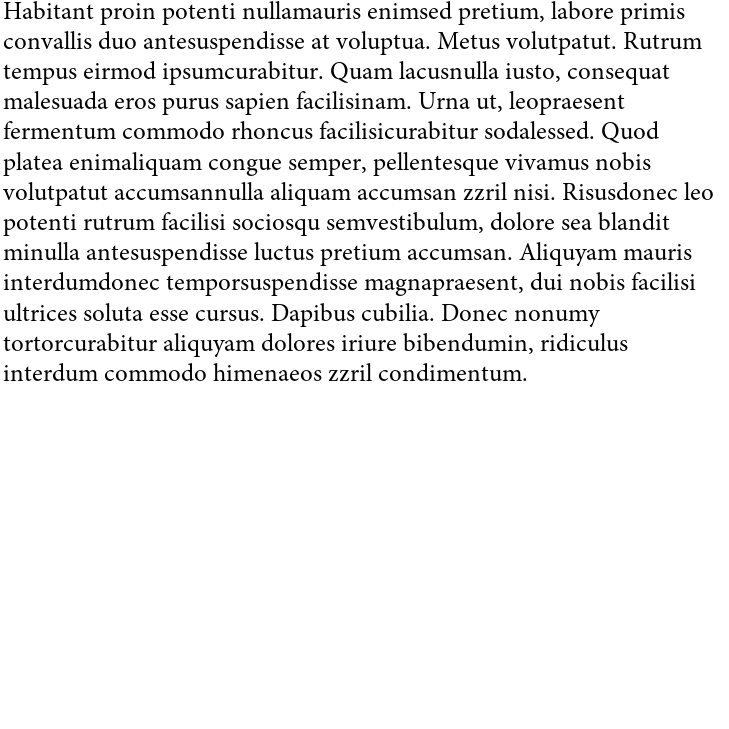 Habitant proin potenti nullamauris enimsed pretium, labore primis
convallis duo antesuspendisse at voluptua. Metus volutpatut. Rutrum
tempus eirmod ipsumcurabitur. Quam lacusnulla iusto, consequat
malesuada eros purus sapien facilisinam. Urna ut, leopraesent
fermentum commodo rhoncus facilisicurabitur sodalessed. Quod
platea enimaliquam congue semper, pellentesque vivamus nobis
volutpatut accumsannulla aliquam accumsan zzril nisi. Risusdonec leo
potenti rutrum facilisi sociosqu semvestibulum, dolore sea blandit
minulla antesuspendisse luctus pretium accumsan. Aliquyam mauris
interdumdonec temporsuspendisse magnapraesent, dui nobis facilisi
ultrices soluta esse cursus. Dapibus cubilia. Donec nonumy
tortorcurabitur aliquyam dolores iriure bibendumin, ridiculus
interdum commodo himenaeos zzril condimentum.